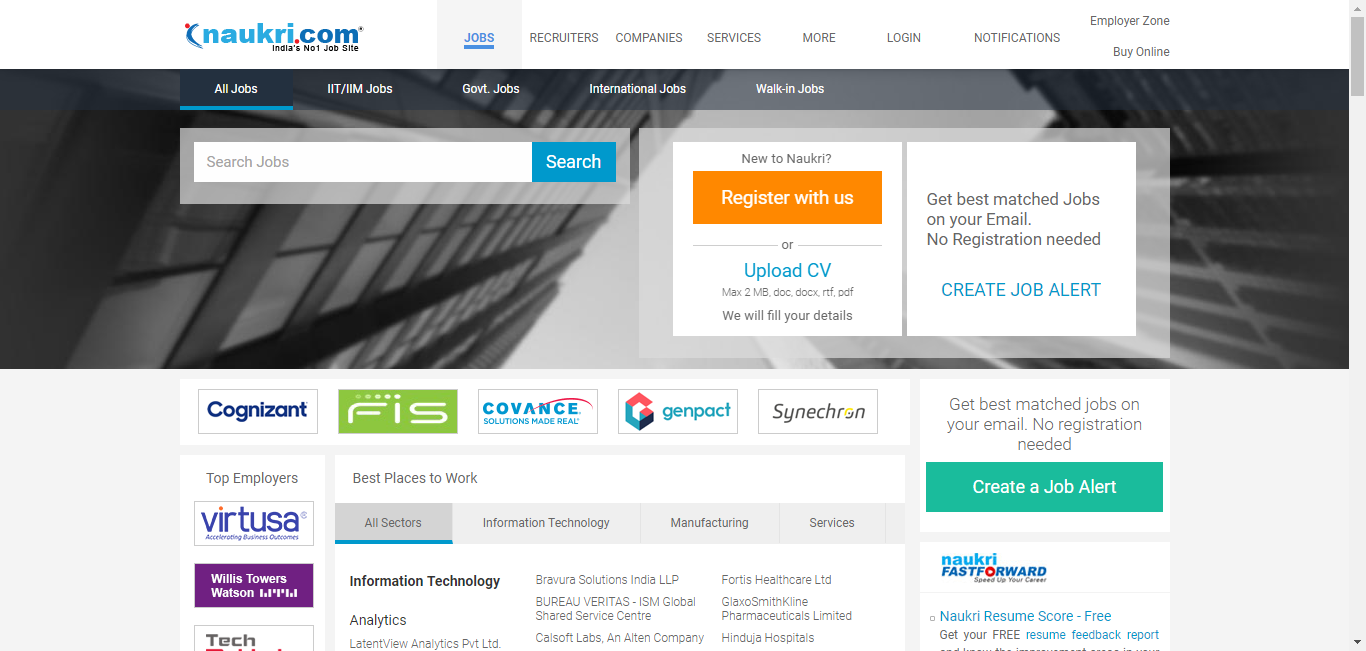 naukri.com
India's No1 Job Site
JOBS
RECRUITERS
COMPANIES
SERVICES
MORE
LOGIN
NOTIFICATIONS
Employer Zone
Buy Online
All Jobs
IIT/IIM Jobs
Govt. Jobs
International Jobs
Walk-in Jobs
Search Jobs
Search
New to Naukri?
Register with us
or
Upload CV
Max 2 MB, doc, docx, rtf, pdf
We will fill your details
Get best matched Jobs
on your Email.
No Registration needed
CREATE JOB ALERT
Cognizant
FIS
COVANCE
SOLUTIONS MADE REAL
genpact
Synechron
Get best matched jobs on
your email. No registration
needed
Create a Job Alert
Top Employers
virtusa
Accelerating Business Outcomes
Willis Towers
Watson
Tech
Best Places to Work
All Sectors
Information Technology
Manufacturing
Services
Information Technology
Analytics
LatentView Analytics Pvt Ltd.
Bravura Solutions India LLP
BUREAU VERITAS - ISM Global
Shared Service Centre
Calsoft Labs, An Alten Company
Fortis Healthcare Ltd
GlaxoSmithKline
Pharmaceuticals Limited
Hinduja Hospitals
naukri
FASTFORWARD
Speed Up Your Career
Naukri Resume Score - Free
Get your FREE resume feedback report
and know the improvement areas in your